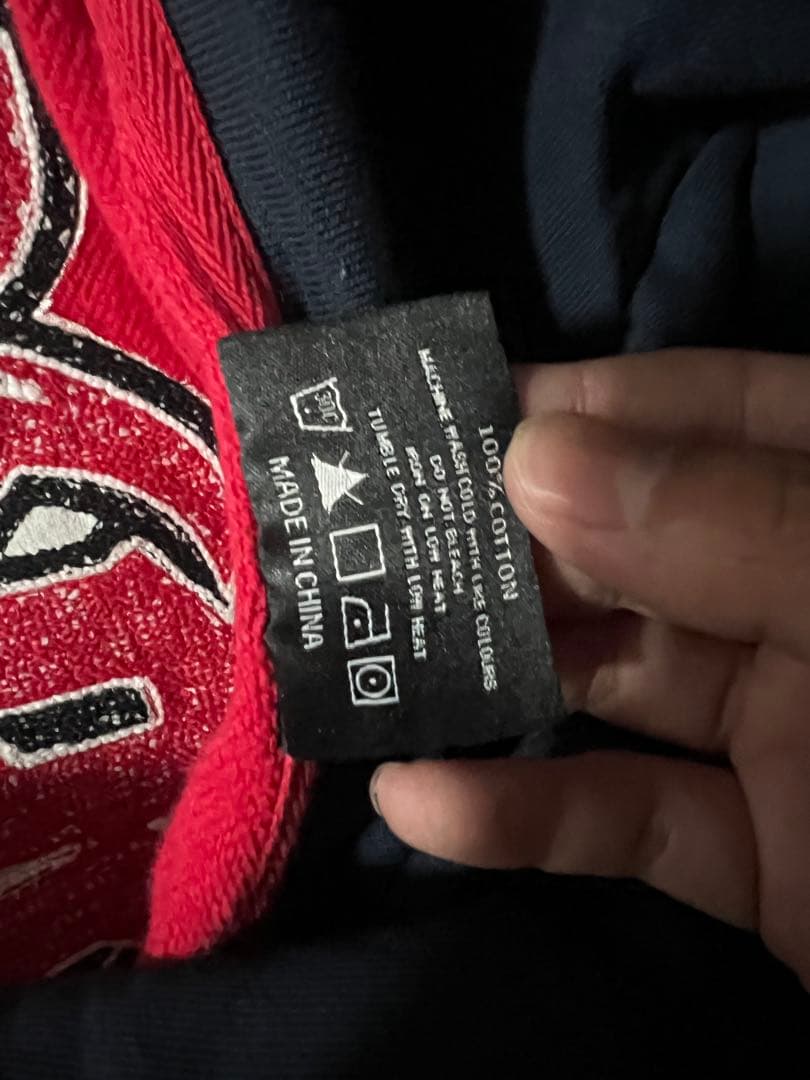 100% COTTON
MACHINE WASH COLD WITH LIKE COLOURS
DO NOT BLEACH
IRON ON LOW HEAT
TUMBLE DRY WITH LOW HEAT
30C
MADE IN CHINA